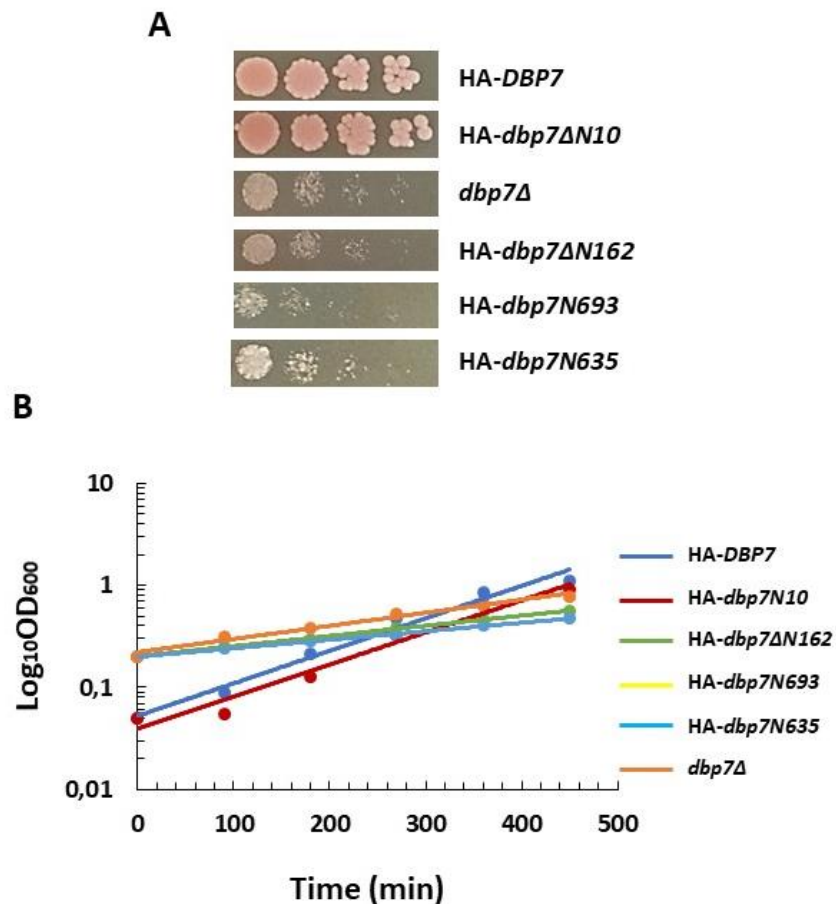 A
HA-DBP7
HA-dbp7ΔN10
dbp7Δ
HA-dbp7ΔN162
HA-dbp7N693
HA-dbp7N635
B
10
1
0,1
0,01
Log10OD600
0 100 200 300 400 500
Time (min)
HA-DBP7
HA-dbp7N10
HA-dbp7ΔN162
HA-dbp7N693
HA-dbp7N635
dbp7Δ